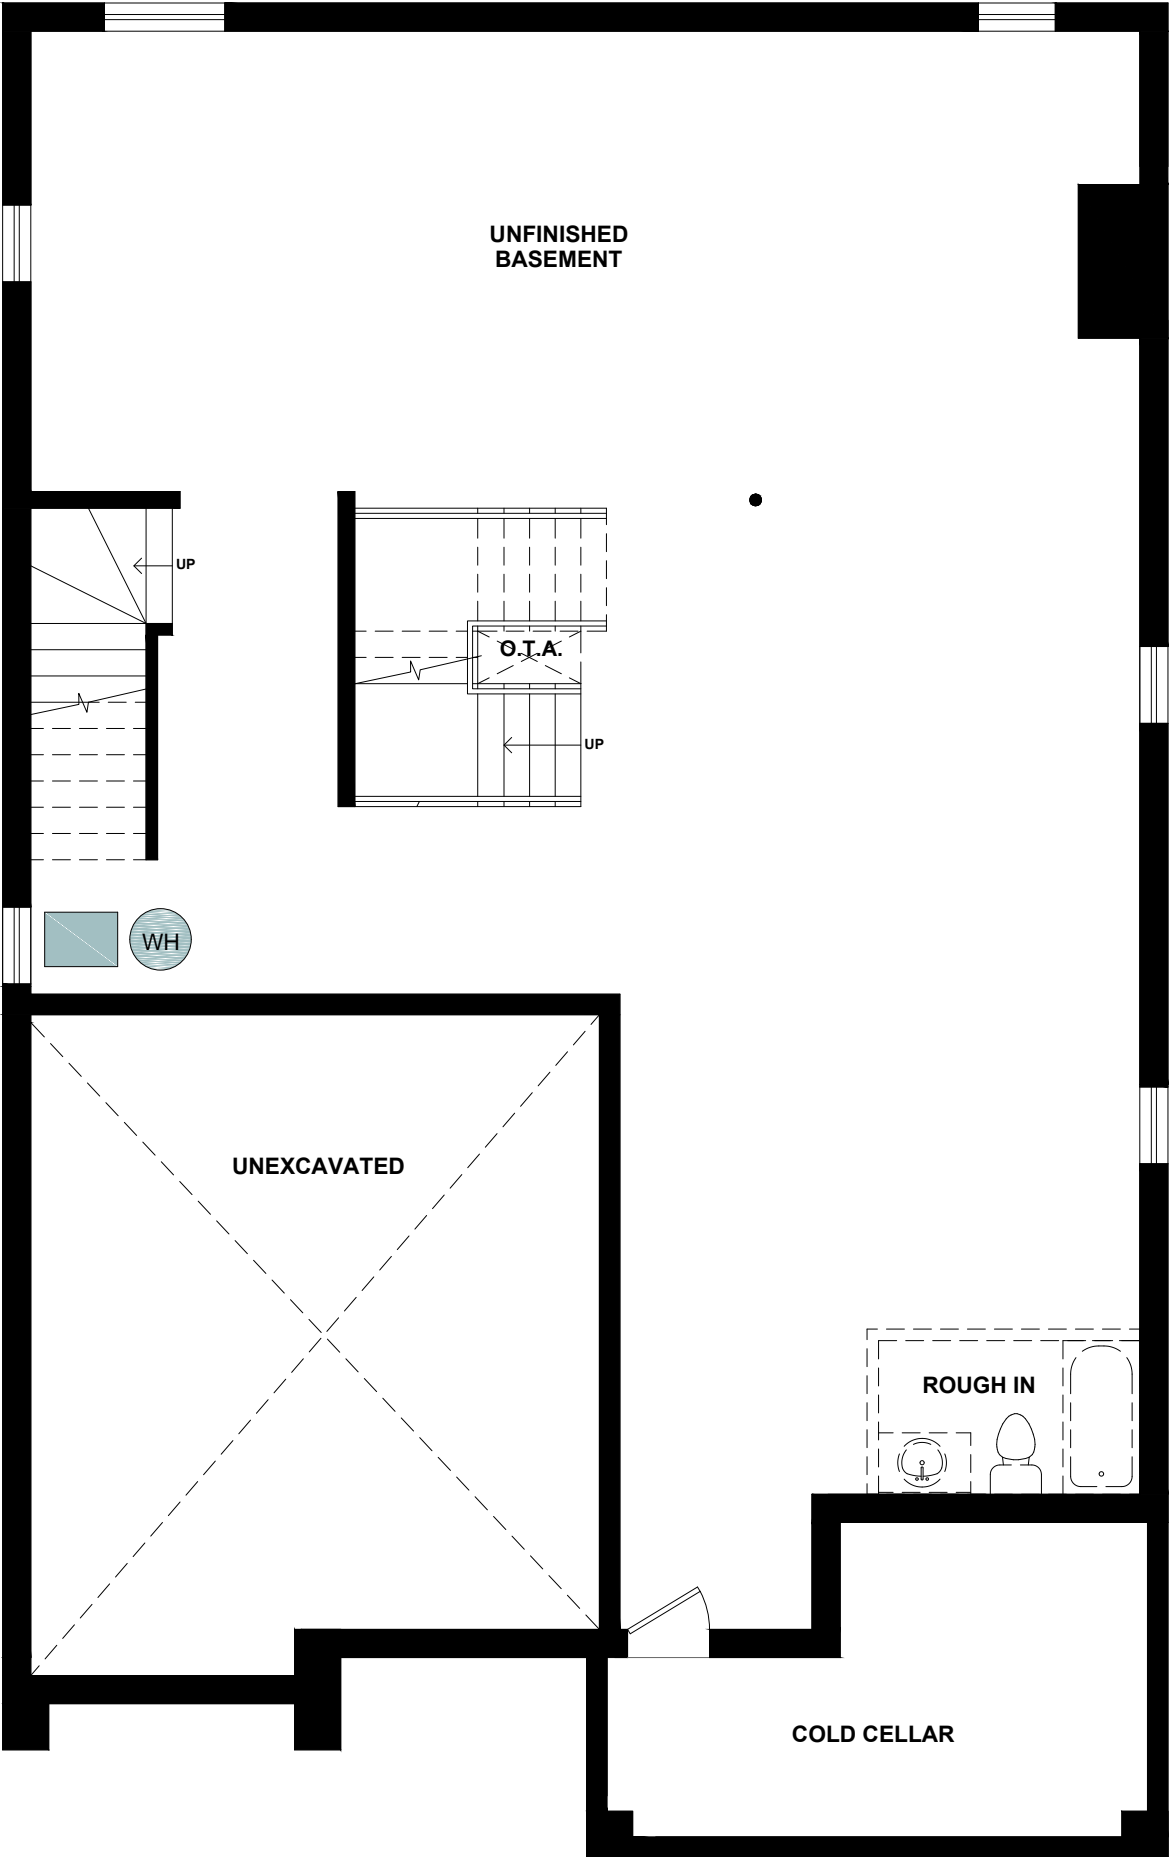 UNFINISHED
BASEMENT
UP
O.T.A.
UP
WH
UNEXCAVATED
ROUGH IN
COLD CELLAR